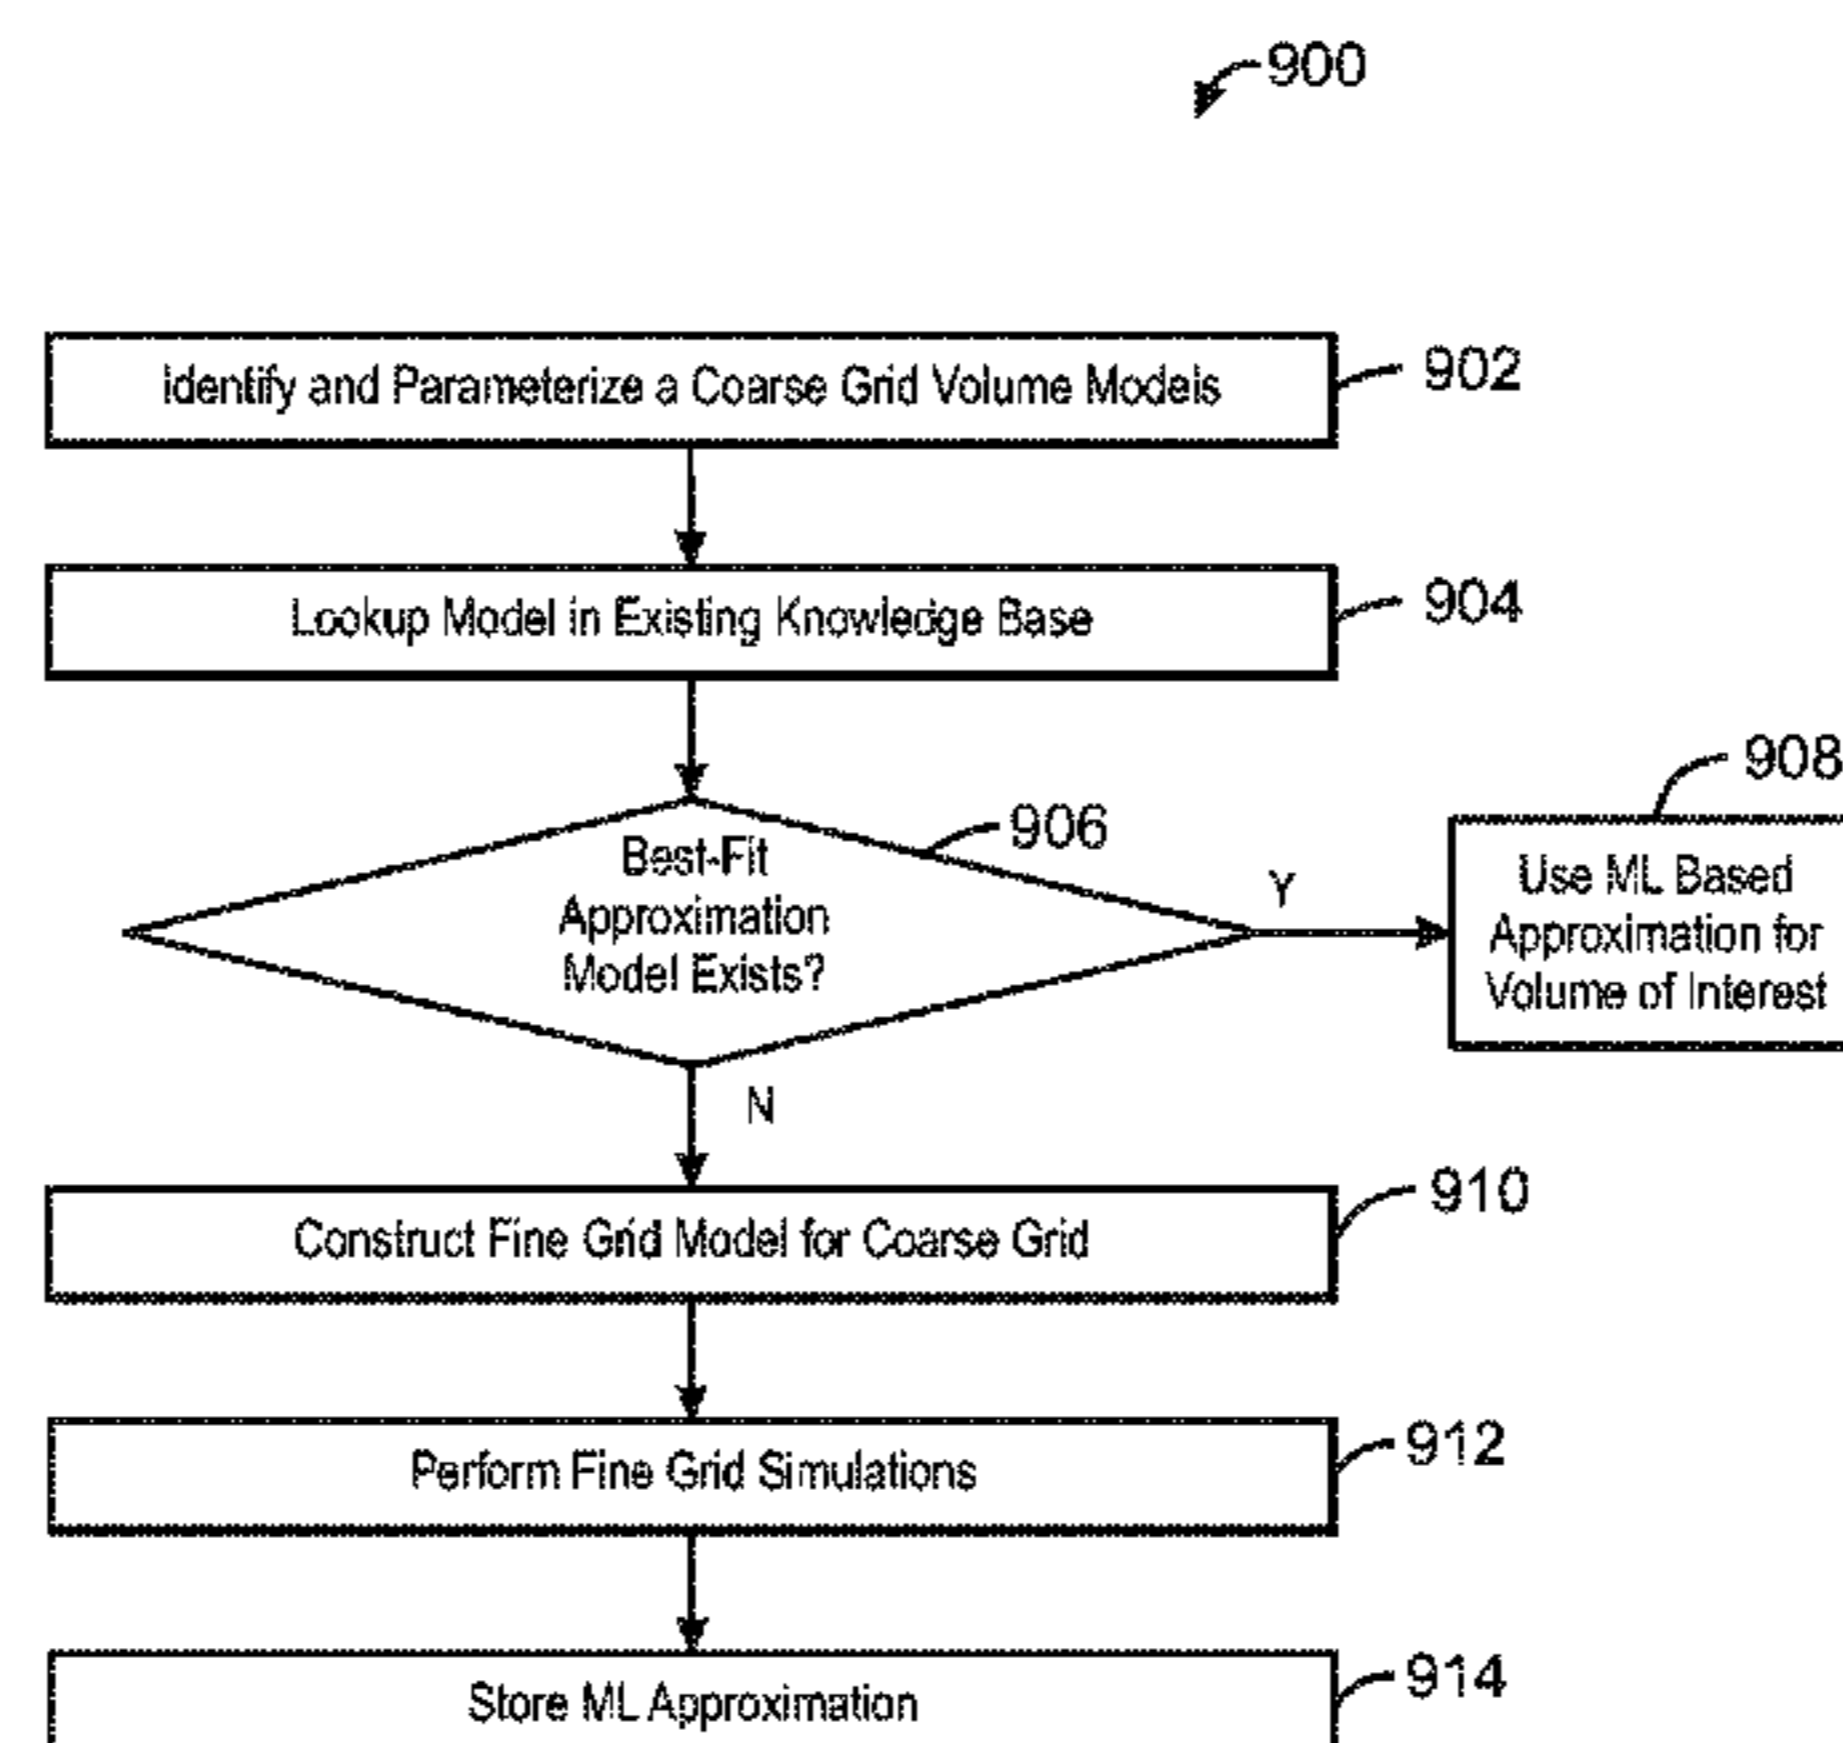 900
Identify and Parameterize a Coarse Grid Volume Models
902
Lookup Model in Existing Knowledge Base
904
Best-Fit
Approximation
Model Exists?
906
Y
908
Use ML Based
Approximation for
Volume of Interest
N
Construct Fine Grid Model for Coarse Grid
910
Perform Fine Grid Simulations
912
Store ML Approximation
914